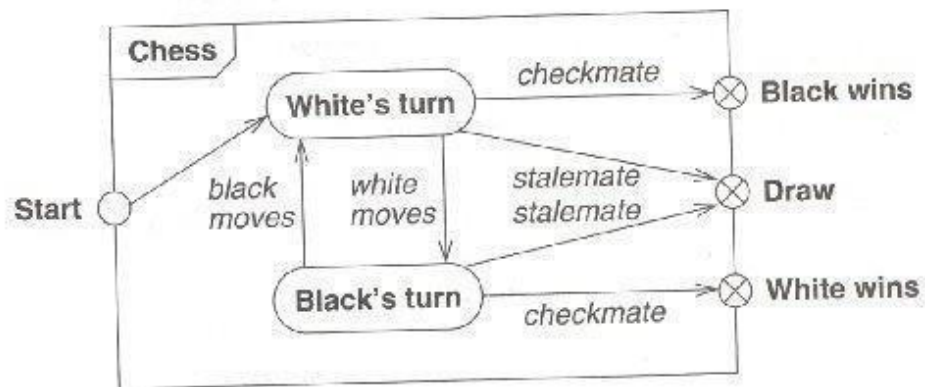 Chess
checkmate
White's turn
Black wins
black
moves
white
moves
stalemate
stalemate
Start
Draw
Black's turn
White wins
checkmate